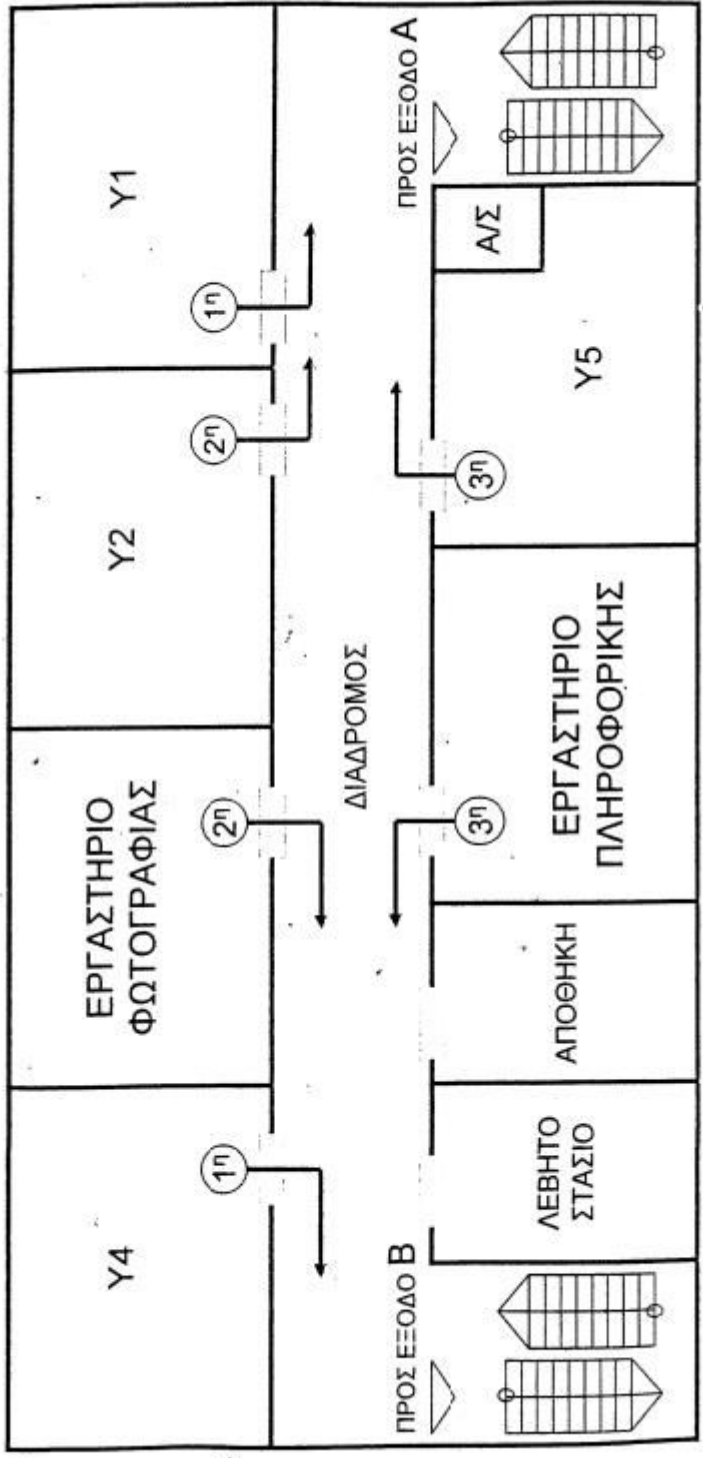 Υ4
ΕΡΓΑΣΤΗΡΙΟ
ΦΩΤΟΓΡΑΦΙΑΣ
Υ2
Υ1
1η
2η
2η
1η
ΔΙΑΔΡΟΜΟΣ
ΠΡΟΣ ΕΞΟΔΟ Β
ΠΡΟΣ ΕΞΟΔΟ Α
3η
3η
ΛΕΒΗΤΟ
ΣΤΑΣΙΟ
ΑΠΟΘΗΚΗ
ΕΡΓΑΣΤΗΡΙΟ
ΠΛΗΡΟΦΟΡΙΚΗΣ
Υ5
Α/Σ